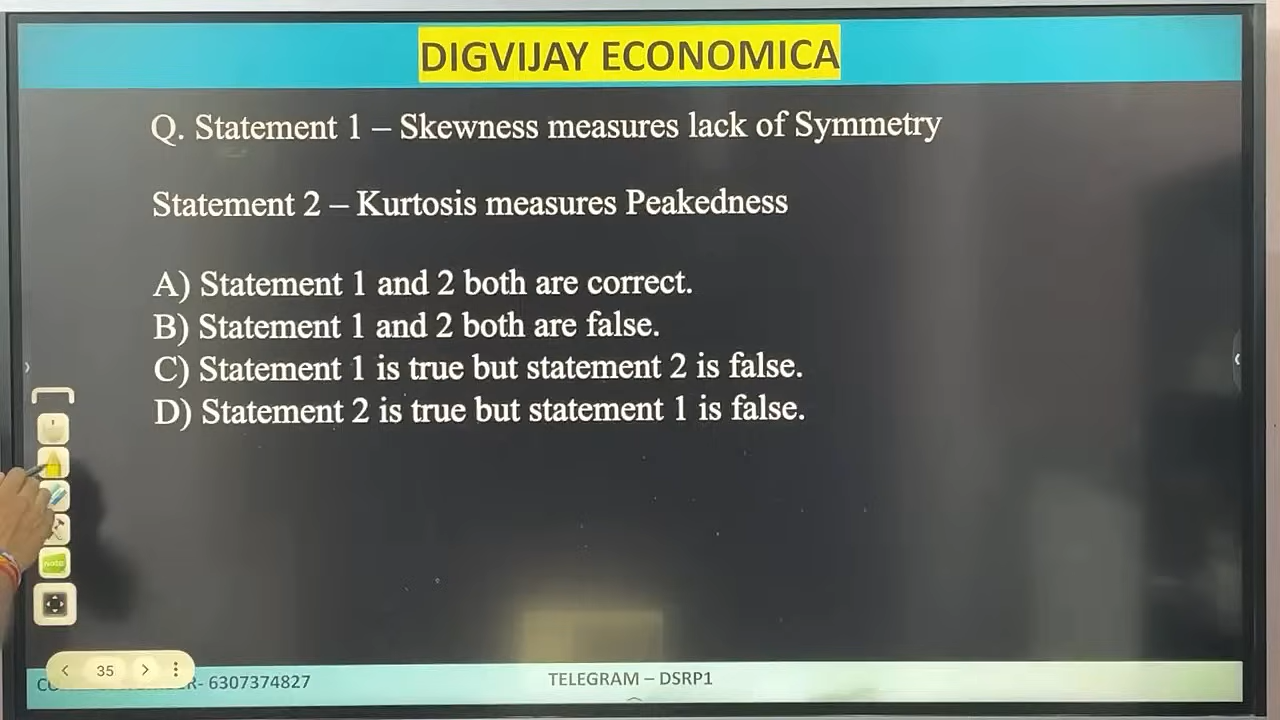 DIGVIJAY ECONOMICA
Q. Statement 1 – Skewness measures lack of Symmetry
Statement 2 – Kurtosis measures Peakedness
A) Statement 1 and 2 both are correct.
B) Statement 1 and 2 both are false.
C) Statement 1 is true but statement 2 is false.
D) Statement 2 is true but statement 1 is false.
Note
35
R- 6307374827
TELEGRAM – DSRP1